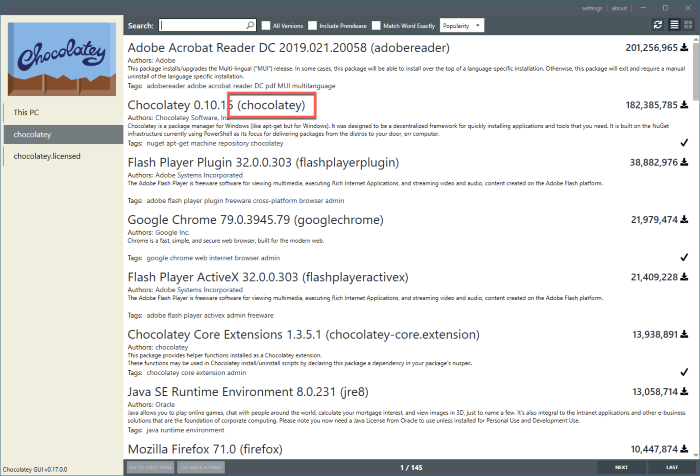 settings about
Search: All Versions Include Prerelease Match Word Exactly Popularity
Chocolatey
Adobe Acrobat Reader DC 2019.021.20058 (adobereader) 201,256,965
Authors: Adobe
This package installs/upgrades the Multi-lingual ("MUI") release. In some cases, this package will be able to install over the top of a language-specific installation. Otherwise, this package will exit and require a manual
uninstall of the language specific installation.
Tags: adobereader adobe acrobat reader DC pdf MUI multilanguage
This PC
chocolatey
chocolatey.licensed
Chocolatey 0.10.15 (chocolatey) 182,385,785
Authors: Chocolatey Software, Inc
Chocolatey is a package manager for Windows (like apt-get but for Windows). It was designed to be a decentralized framework for quickly installing applications and tools that you need. It is built on the NuGet
infrastructure currently using PowerShell as its focus for delivering packages from the distros to your door, err computer.
Tags: nuget apt-get machine repository chocolatey
Flash Player Plugin 32.0.0.303 (flashplayerplugin) 38,882,976
Authors: Adobe Systems Incorporated
The Adobe Flash Player is freeware software for viewing multimedia, executing Rich Internet Applications, and streaming video and audio, content created on the Adobe Flash platform.
Tags: adobe flash player plugin freeware cross-platform browser admin
Google Chrome 79.0.3945.79 (googlechrome) 21,979,474
Authors: Google Inc.
Chrome is a fast, simple, and secure web browser, built for the modern web.
Tags: google chrome web internet browser admin
Flash Player ActiveX 32.0.0.303 (flashplayeractivex) 21,409,228
Authors: Adobe Systems Incorporated
The Adobe Flash Player is freeware software for viewing multimedia, executing Rich Internet Applications, and streaming video and audio, content created on the Adobe Flash platform.
Tags: adobe flash player activex admin freeware
Chocolatey Core Extensions 1.3.5.1 (chocolatey-core.extension) 13,938,891
Authors: chocolatey
This package provides helper functions installed as a Chocolatey extension.
These functions may be used in Chocolatey install/uninstall scripts by declaring this package a dependency in your package's nuspec.
Tags: chocolatey core extension admin
Java SE Runtime Environment 8.0.231 (jre8) 13,058,714
Authors: Oracle
Java allows you to play online games, chat with people around the world, calculate your mortgage interest, and view images in 3D, just to name a few. It's also integral to the intranet applications and other e-business
solutions that are the foundation of corporate computing. Please note you now need a Java License from Oracle to use unless installed for Personal Use and Development Use.
Tags: java runtime environment
Mozilla Firefox 71.0 (firefox) 10,447,874
Chocolatey GUI v0.17.0.0 GO TO FIRST PAGE GO BACK A PAGE 1 / 145 NEXT LAST